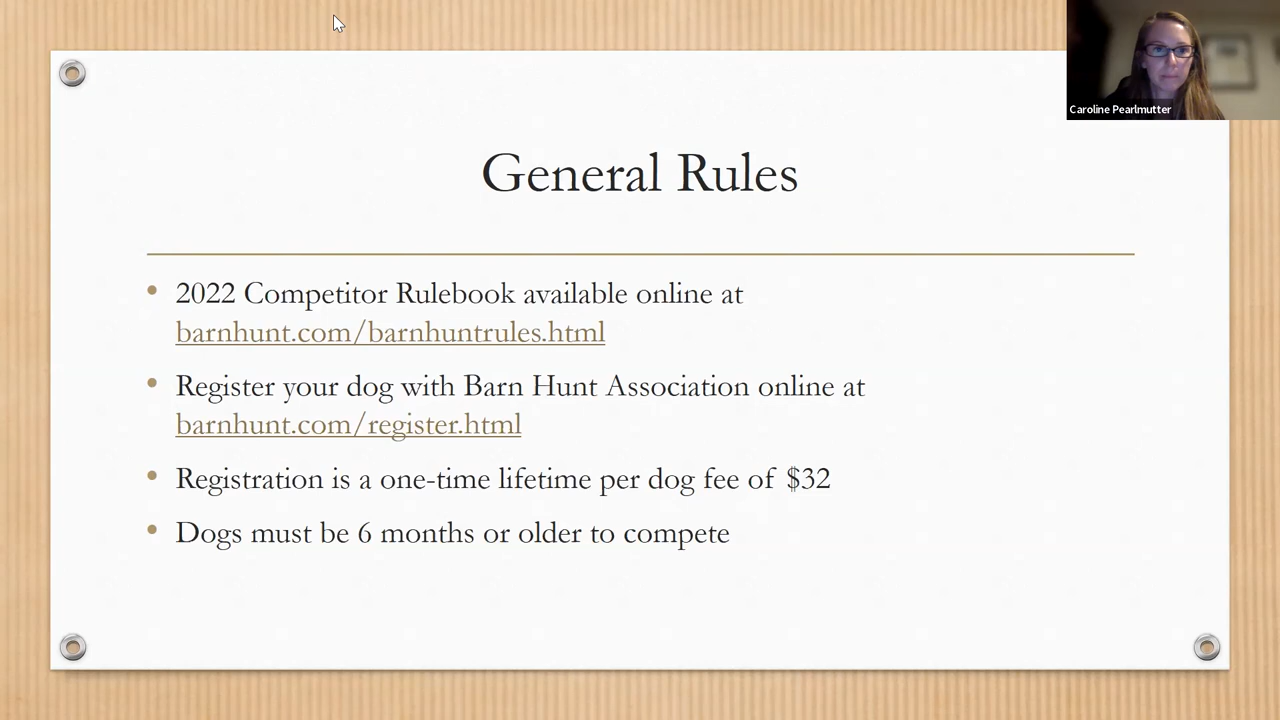 Caroline Pearlmutter
General Rules
• 2022 Competitor Rulebook available online at
barnhunt.com/barnhuntrules.html
• Register your dog with Barn Hunt Association online at
barnhunt.com/register.html
• Registration is a one-time lifetime per dog fee of $32
• Dogs must be 6 months or older to compete